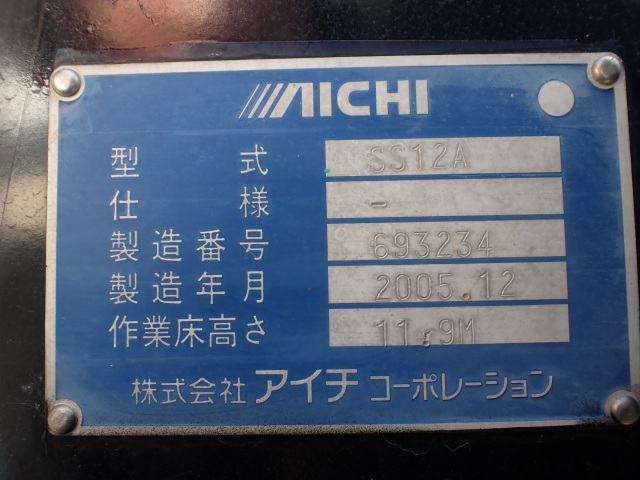 AICHI
型式 SS12A
仕様 -
製造番号 693234
製造年月 2005.12
作業床高さ 11.9M
株式会社 アイチ コーポレーション